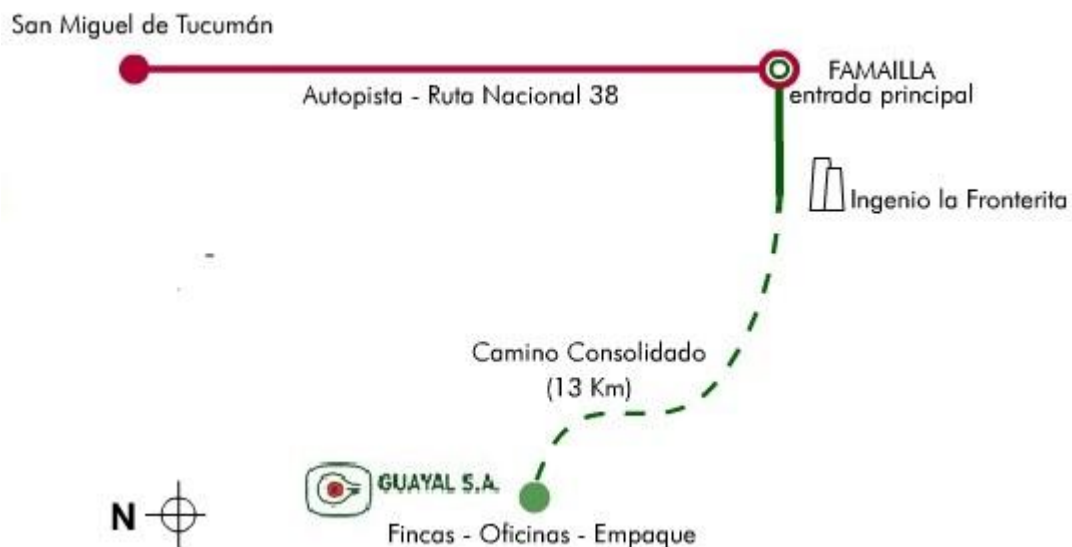 San Miguel de Tucumán
Autopista - Ruta Nacional 38
FAMAILLA
entrada principal
Ingenio la Fronterita
Camino Consolidado
(13 Km)
GUAYAL S.A.
Fincas - Oficinas - Empaque
N